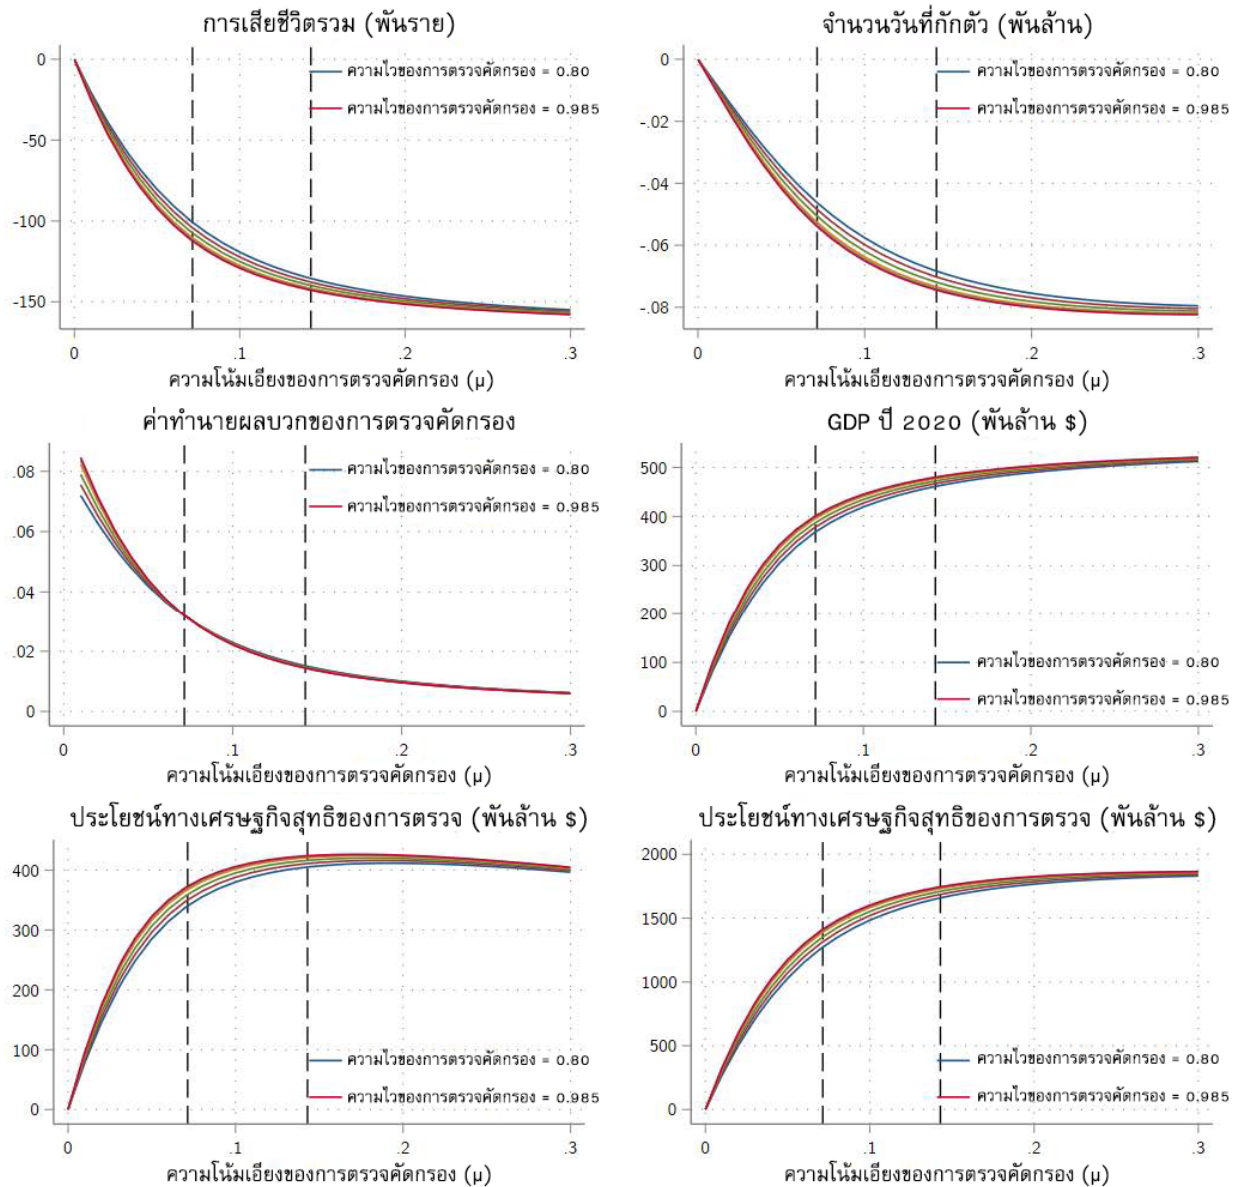 การเสียชีวิตรวม (พันราย)
0
-50
-100
-150
ความไวของการตรวจคัดกรอง = 0.80
ความไวของการตรวจคัดกรอง = 0.985
0 .1 .2 .3
ความโน้มเอียงของการตรวจคัดกรอง (μ)
จำนวนวันที่กักตัว (พันล้าน)
0
-.02
-.04
-.06
-.08
ความไวของการตรวจคัดกรอง = 0.80
ความไวของการตรวจคัดกรอง = 0.985
0 .1 .2 .3
ความโน้มเอียงของการตรวจคัดกรอง (μ)
ค่าทำนายผลบวกของการตรวจคัดกรอง
.08
.06
.04
.02
0
ความไวของการตรวจคัดกรอง = 0.80
ความไวของการตรวจคัดกรอง = 0.985
0 .1 .2 .3
ความโน้มเอียงของการตรวจคัดกรอง (μ)
GDP ปี 2020 (พันล้าน $)
500
400
300
200
100
0
ความไวของการตรวจคัดกรอง = 0.80
ความไวของการตรวจคัดกรอง = 0.985
0 .1 .2 .3
ความโน้มเอียงของการตรวจคัดกรอง (μ)
ประโยชน์ทางเศรษฐกิจสุทธิของการตรวจ (พันล้าน $)
400
300
200
100
0
ความไวของการตรวจคัดกรอง = 0.80
ความไวของการตรวจคัดกรอง = 0.985
0 .1 .2 .3
ความโน้มเอียงของการตรวจคัดกรอง (μ)
ประโยชน์ทางเศรษฐกิจสุทธิของการตรวจ (พันล้าน $)
2000
1500
1000
500
0
ความไวของการตรวจคัดกรอง = 0.80
ความไวของการตรวจคัดกรอง = 0.985
0 .1 .2 .3
ความโน้มเอียงของการตรวจคัดกรอง (μ)